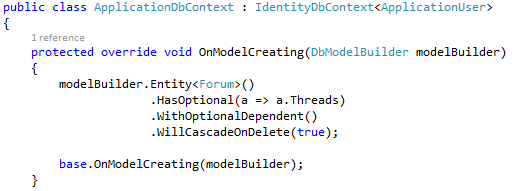 public class ApplicationDbContext : IdentityDbContext<ApplicationUser>
{
1 reference
protected override void OnModelCreating(DbModelBuilder modelBuilder)
{
modelBuilder.Entity<Forum>()
.HasOptional(a => a.Threads)
.WithOptionalDependent()
.WillCascadeOnDelete(true);
base.OnModelCreating(modelBuilder);
}